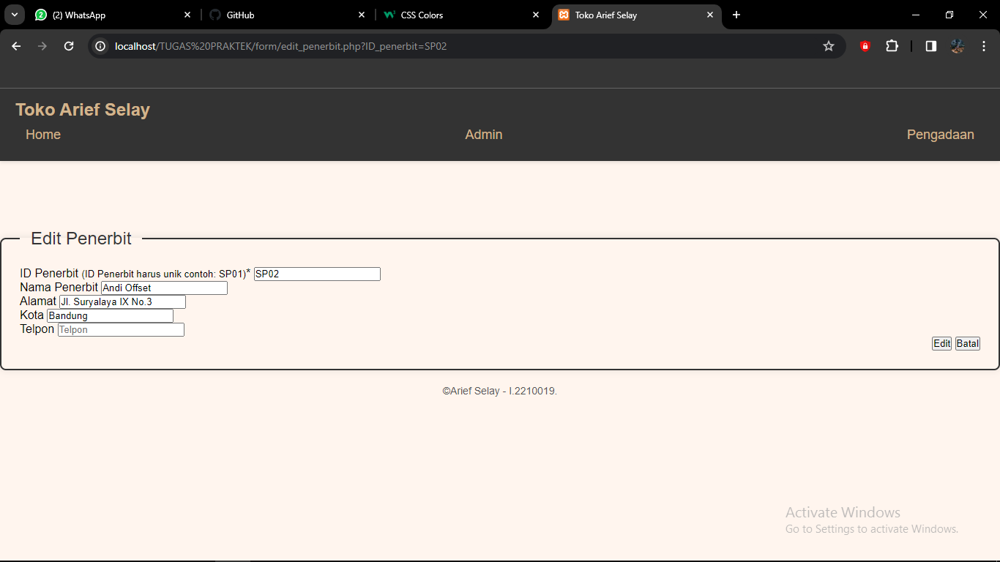 (2) WhatsApp
GitHub
CSS Colors
Toko Arief Selay
localhost/TUGAS%20PRAKTEK/form/edit_penerbit.php?ID_penerbit=SP02
Toko Arief Selay
Home Admin Pengadaan
Edit Penerbit
ID Penerbit (ID Penerbit harus unik contoh: SP01)* SP02
Nama Penerbit Andi Offset
Alamat Jl. Suryalaya IX No.3
Kota Bandung
Telpon Telpon
Edit Batal
©Arief Selay - I.2210019.
Activate Windows
Go to Settings to activate Windows.